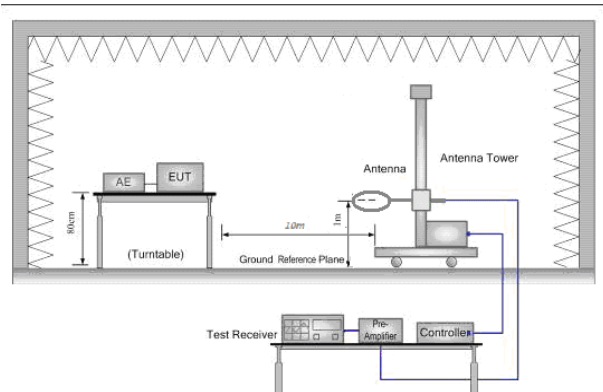 Antenna Tower
Antenna
EUT
AE
80cm
(Turntable)
10m
1m
Ground Reference Plane
Test Receiver
Pre-
Amplifier
Controller